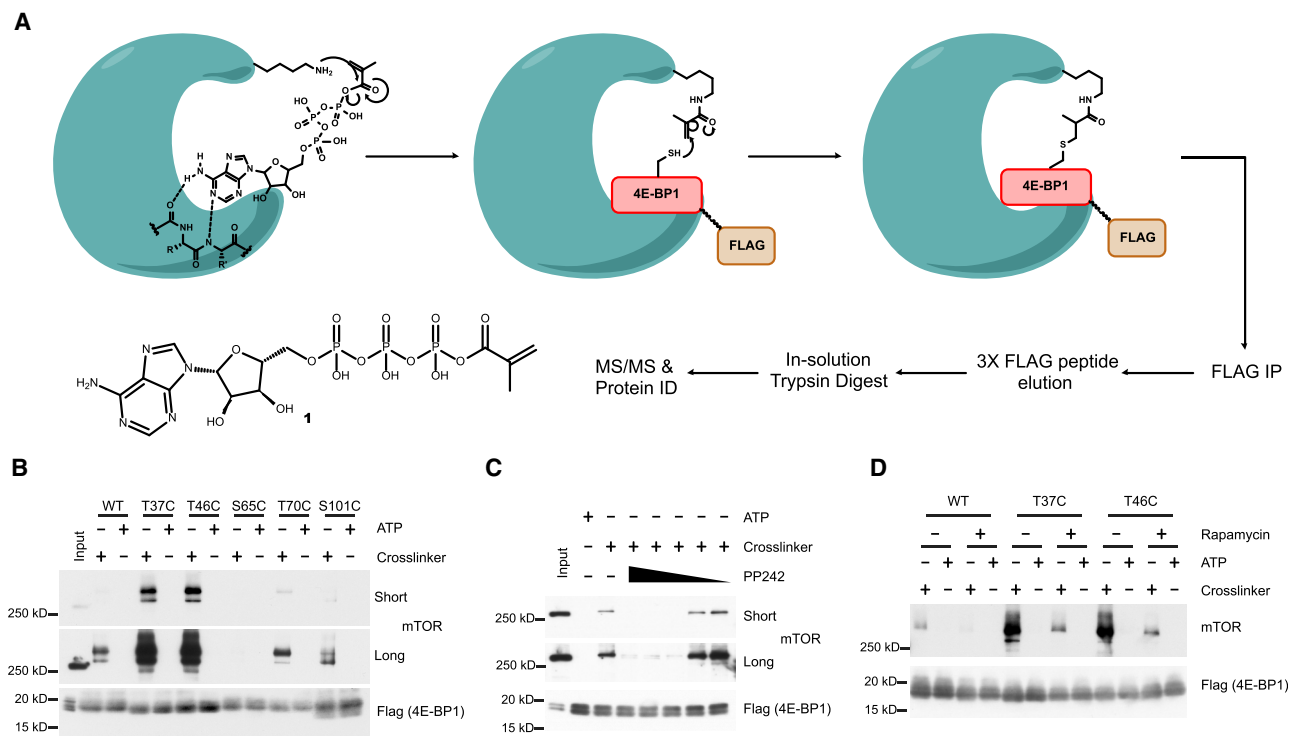 A
NH2
O
O
HO
O
P
P
OH
O
P
OH
O
O
H
H
N
N
N
N
N
O
HO
OH
O
NH
N
O
R
O
R'
HN
O
SH
4E-BP1
FLAG
HN
O
S
4E-BP1
FLAG
H2N
N
N
N
N
O
HO
OH
O
O
P
OH
O
O
P
OH
O
O
P
OH
O
O
1
MS/MS &
Protein ID
In-solution
Trypsin Digest
3X FLAG peptide
elution
FLAG IP
B
WT T37C T46C S65C T70C S101C
− + − + − + − + − + − + ATP
Input + − + − + − + − + − + − Crosslinker
Short
250 kD
mTOR
Long
250 kD
20 kD
Flag (4E-BP1)
15 kD
C
+ − − − − − − ATP
Input − + + + + + + Crosslinker
− − PP242
Short
250 kD
mTOR
Long
250 kD
20 kD
Flag (4E-BP1)
15 kD
D
WT T37C T46C
− + − + − + Rapamycin
− + − + − + − + − + − + ATP
+ − + − + − + − + − + − Crosslinker
mTOR
250 kD
20 kD
Flag (4E-BP1)
15 kD